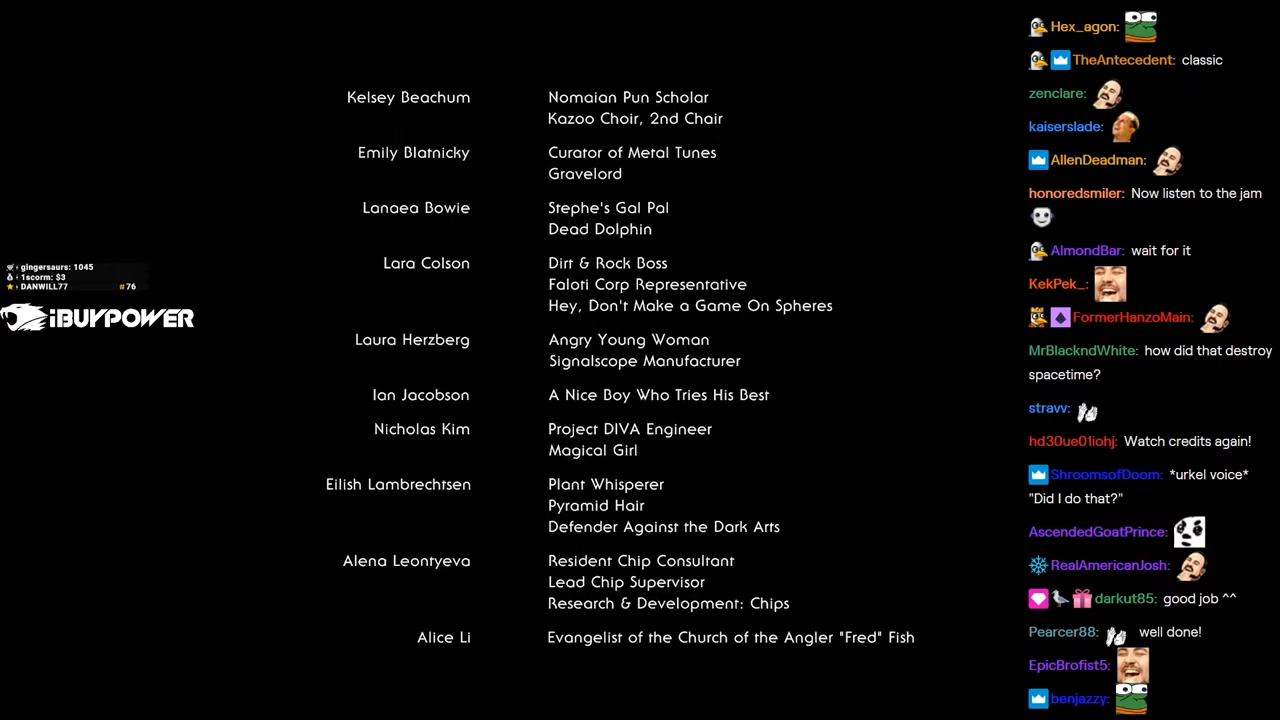 Kelsey Beachum Nomaian Pun Scholar
Kazoo Choir, 2nd Chair
Emily Blatnicky Curator of Metal Tunes
Gravelord
Lanaea Bowie Stephe's Gal Pal
Dead Dolphin
Lara Colson Dirt & Rock Boss
Faloti Corp Representative
Hey, Don't Make a Game On Spheres
Laura Herzberg Angry Young Woman
Signalscope Manufacturer
Ian Jacobson A Nice Boy Who Tries His Best
Nicholas Kim Project DIVA Engineer
Magical Girl
Eilish Lambrechtsen Plant Whisperer
Pyramid Hair
Defender Against the Dark Arts
Alena Leontyeva Resident Chip Consultant
Lead Chip Supervisor
Research & Development: Chips
Alice Li Evangelist of the Church of the Angler "Fred" Fish
gingersaurs: 1045
1scorm: $3
DANWILL77 #76
iBUYPOWER
Hex_agon:
TheAntecedent: classic
zenclare:
kaiserslade:
AllenDeadman:
honoredsmiler: Now listen to the jam
AlmondBar: wait for it
KekPek_:
FormerHanzoMain:
MrBlackndWhite: how did that destroy
spacetime?
stravv:
hd30ue01iohj: Watch credits again!
ShroomsofDoom: *urkel voice*
"Did I do that?"
AscendedGoatPrince:
RealAmericanJosh:
darkut85: good job ^^
Pearcer88: well done!
EpicBrofist5:
benjazzy: